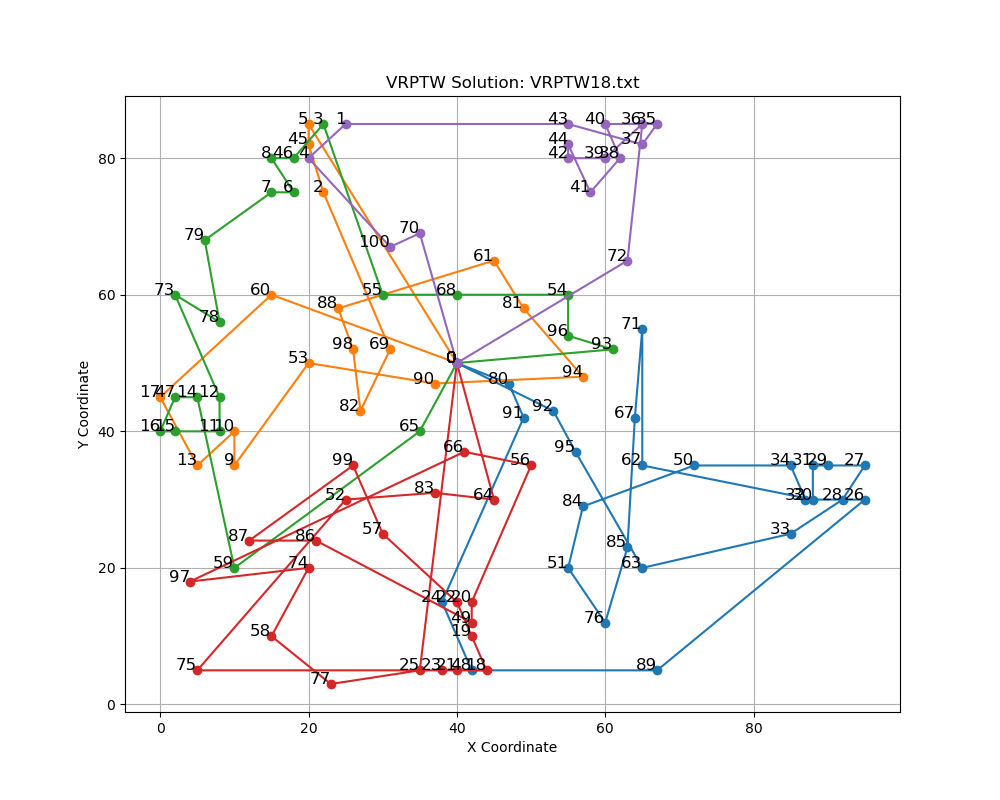 VRPTW Solution: VRPTW18.txt
5 3 1 43 40 36 35
45 44 37
8 46 4 42 39 38
7 6 2 41
79 100 70 72
61
73 60 88 55 68 54
78 81
96 71
98 69 0 93
53
90 80 94
17 47 14 12 82 91 92 67
16 15 11 10 65 95
13 9 99 66 56 62 50 34 31 29 27
52 83 64 84 30 28 26
87 86 57 85 33
97 59 74 51 63
24 22 20
58 49 76
19
75 77 25 23 21 48 18 89
80
60
40
20
0
Y Coordinate
0 20 40 60 80
X Coordinate